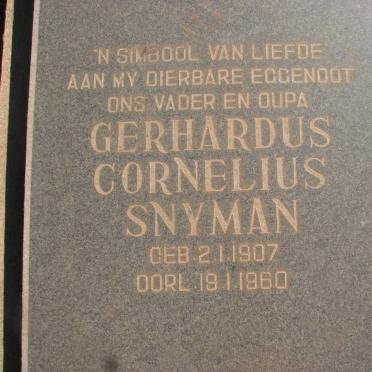 'N SIMBOOL VAN LIEFDE
AAN MY DIERBARE EGGENOOT
ONS VADER EN OUPA
GERHARDUS
CORNELIUS
SNYMAN
GEB 2.1.1907
OORL 19.1.1960